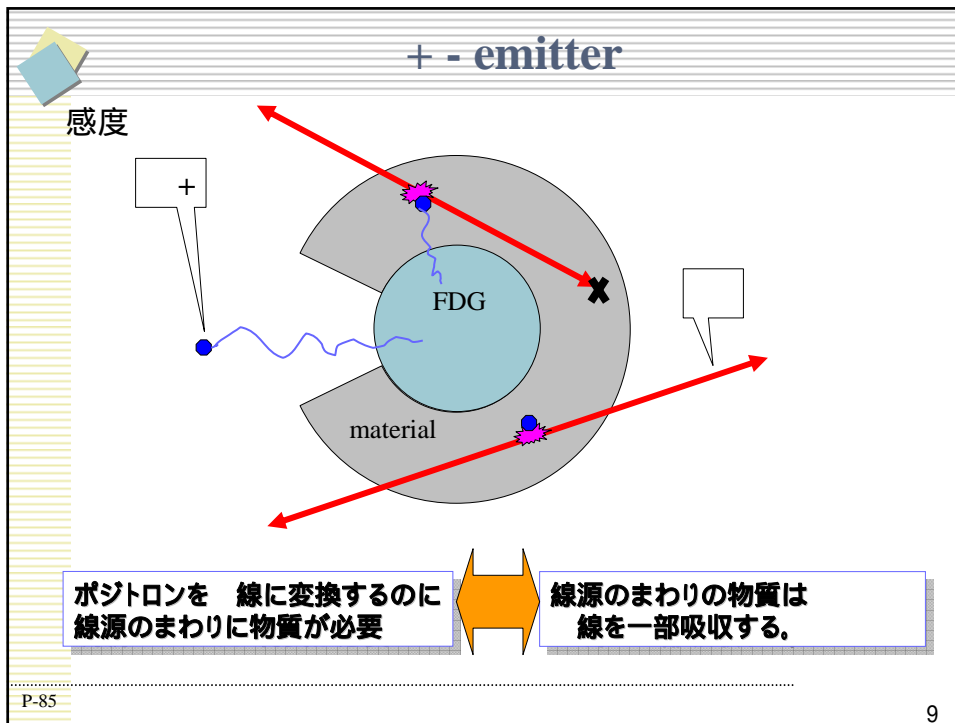 + - emitter
感度
+
FDG
material
ポジトロンを 線に変換するのに
線源のまわりに物質が必要
線源のまわりの物質は
線を一部吸収する。
P-85
9